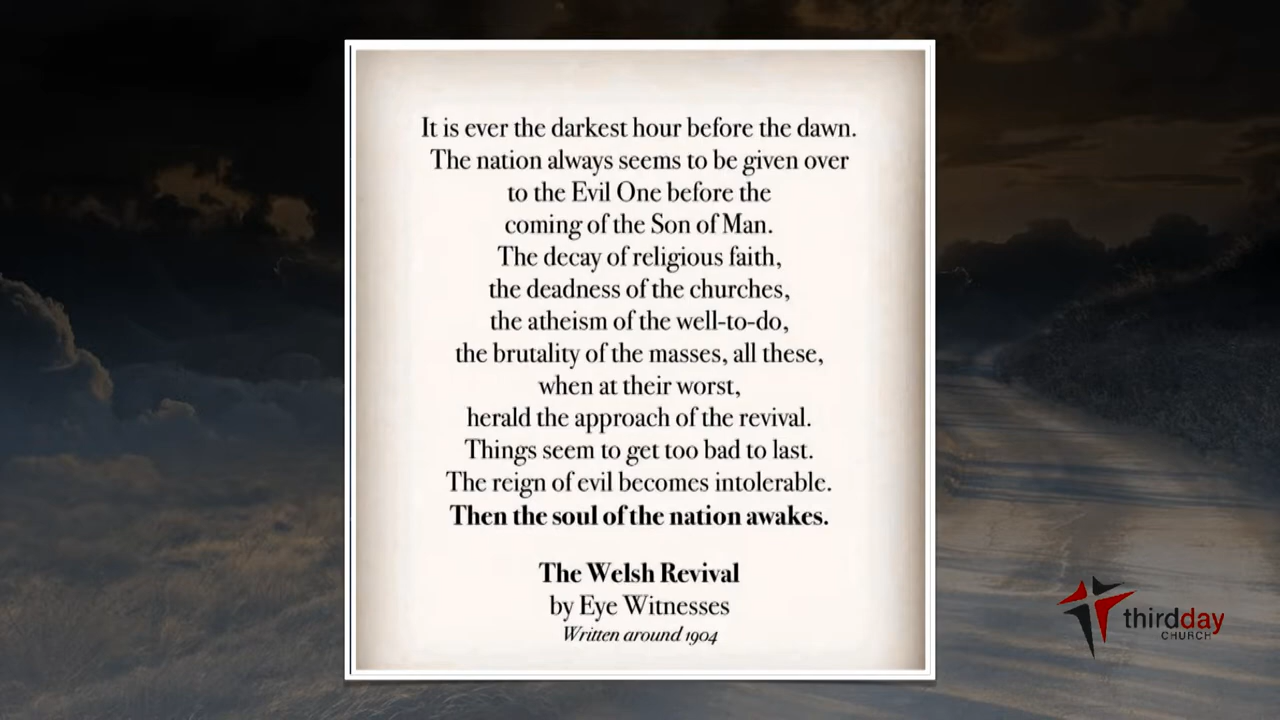 It is ever the darkest hour before the dawn.
The nation always seems to be given over
to the Evil One before the
coming of the Son of Man.
The decay of religious faith,
the deadness of the churches,
the atheism of the well-to-do,
the brutality of the masses, all these,
when at their worst,
herald the approach of the revival.
Things seem to get too bad to last.
The reign of evil becomes intolerable.
Then the soul of the nation awakes.
The Welsh Revival
by Eye Witnesses
Written around 1904
thirdday
CHURCH